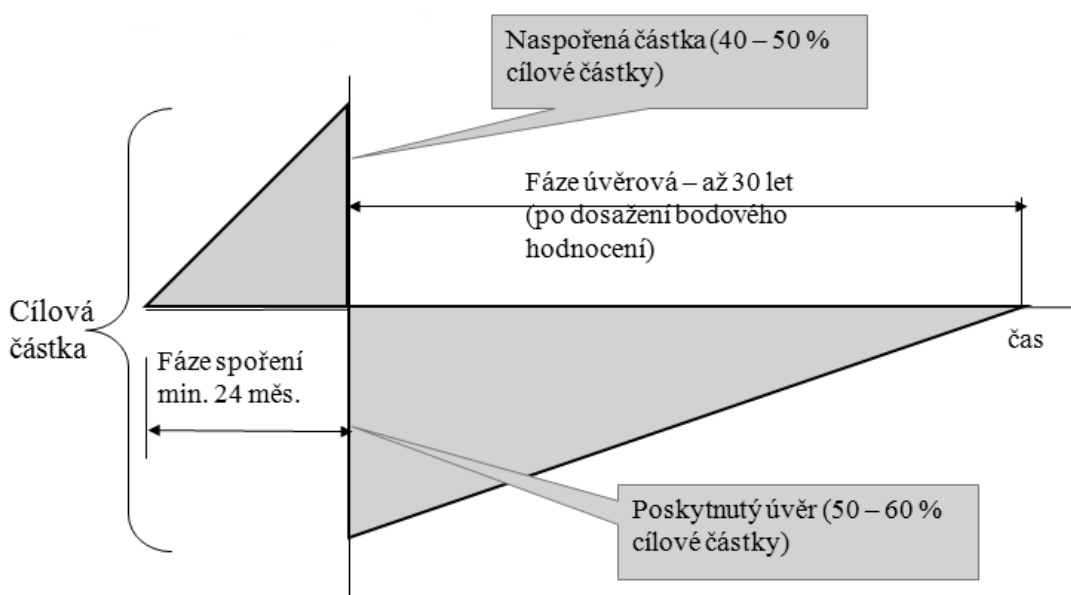 Naspořená částka (40 – 50 %
cílové částky)
Fáze úvěrová – až 30 let
(po dosažení bodového
hodnocení)
Cílová
částka
čas
Fáze spoření
min. 24 měs.
Poskytnutý úvěr (50 – 60 %
cílové částky)